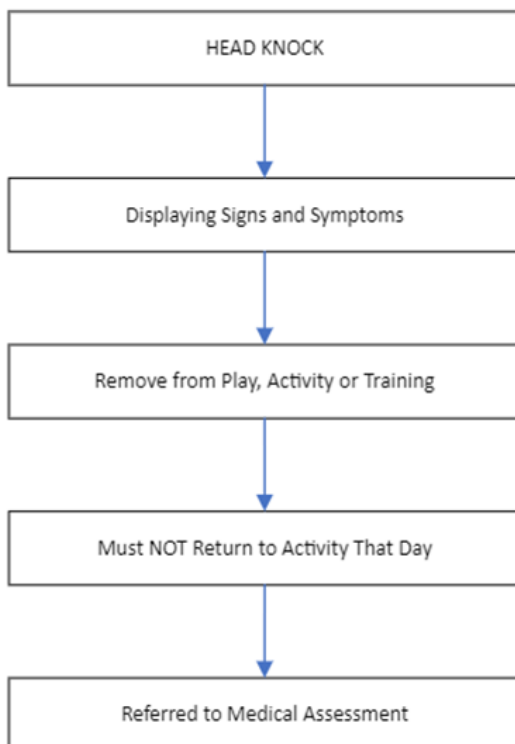 HEAD KNOCK
Displaying Signs and Symptoms
Remove from Play, Activity or Training
Must NOT Return to Activity That Day
Referred to Medical Assessment